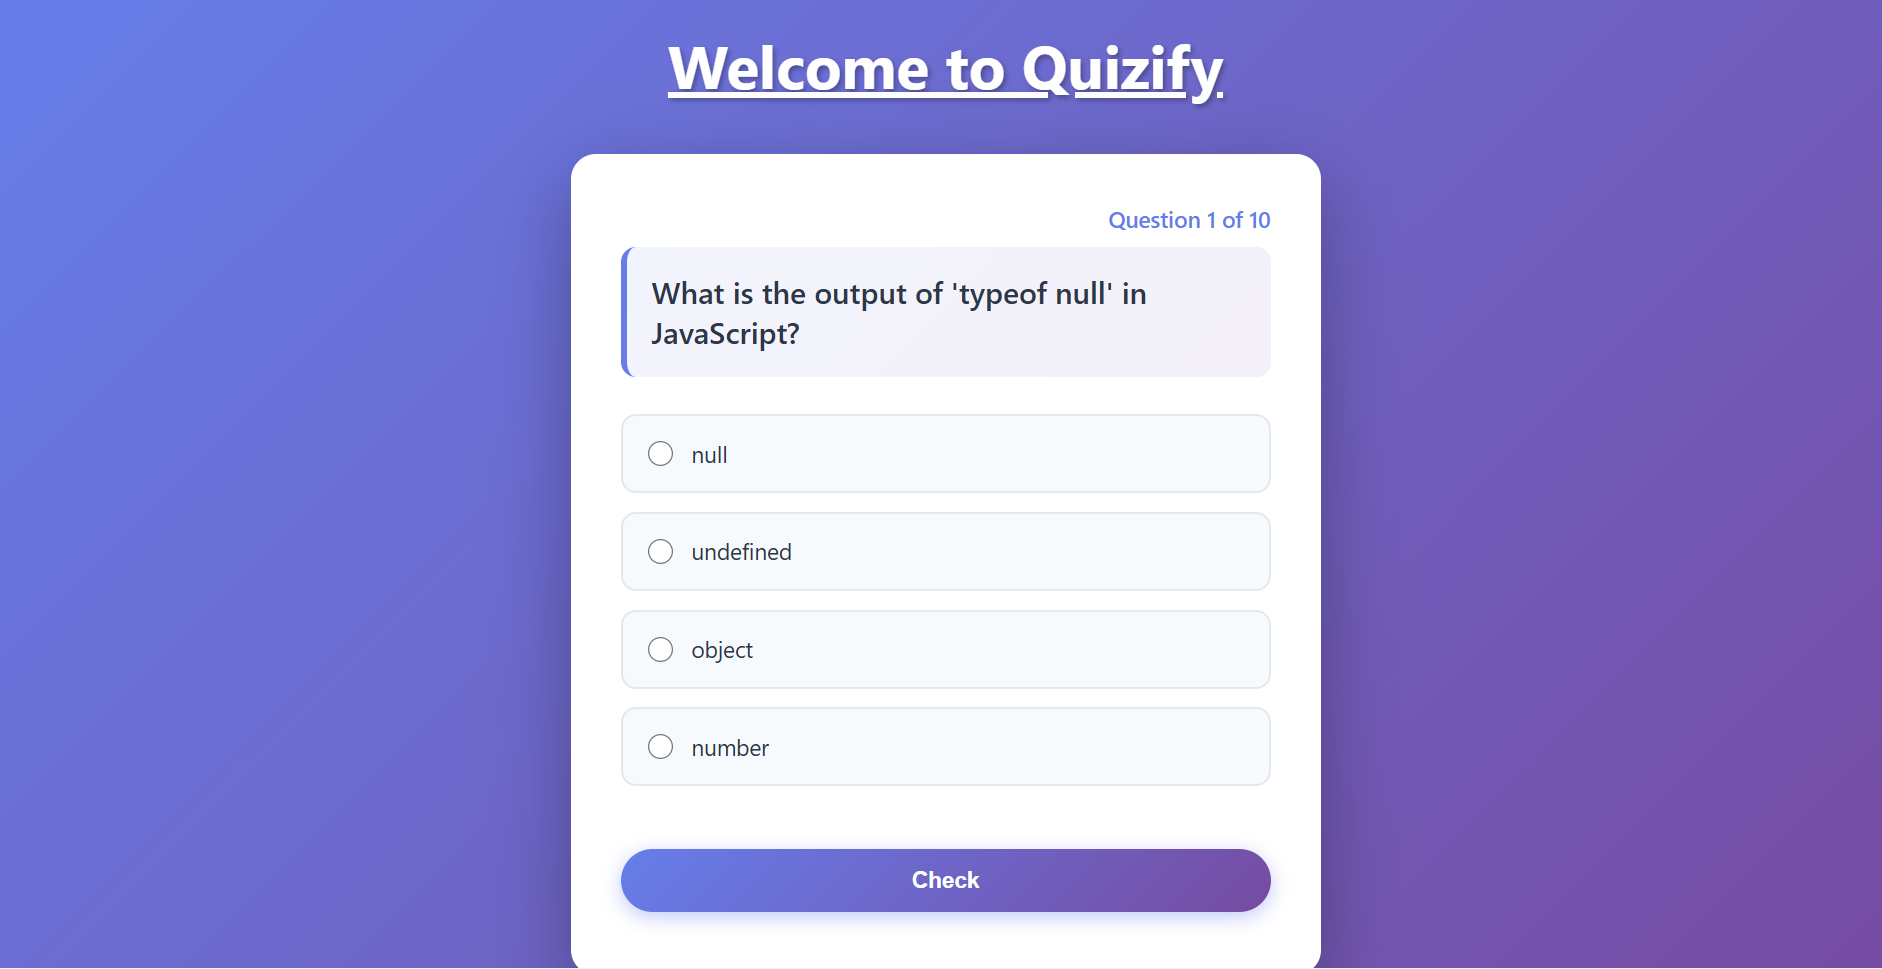 Welcome to Quizify
Question 1 of 10
What is the output of 'typeof null' in
JavaScript?
null
undefined
object
number
Check